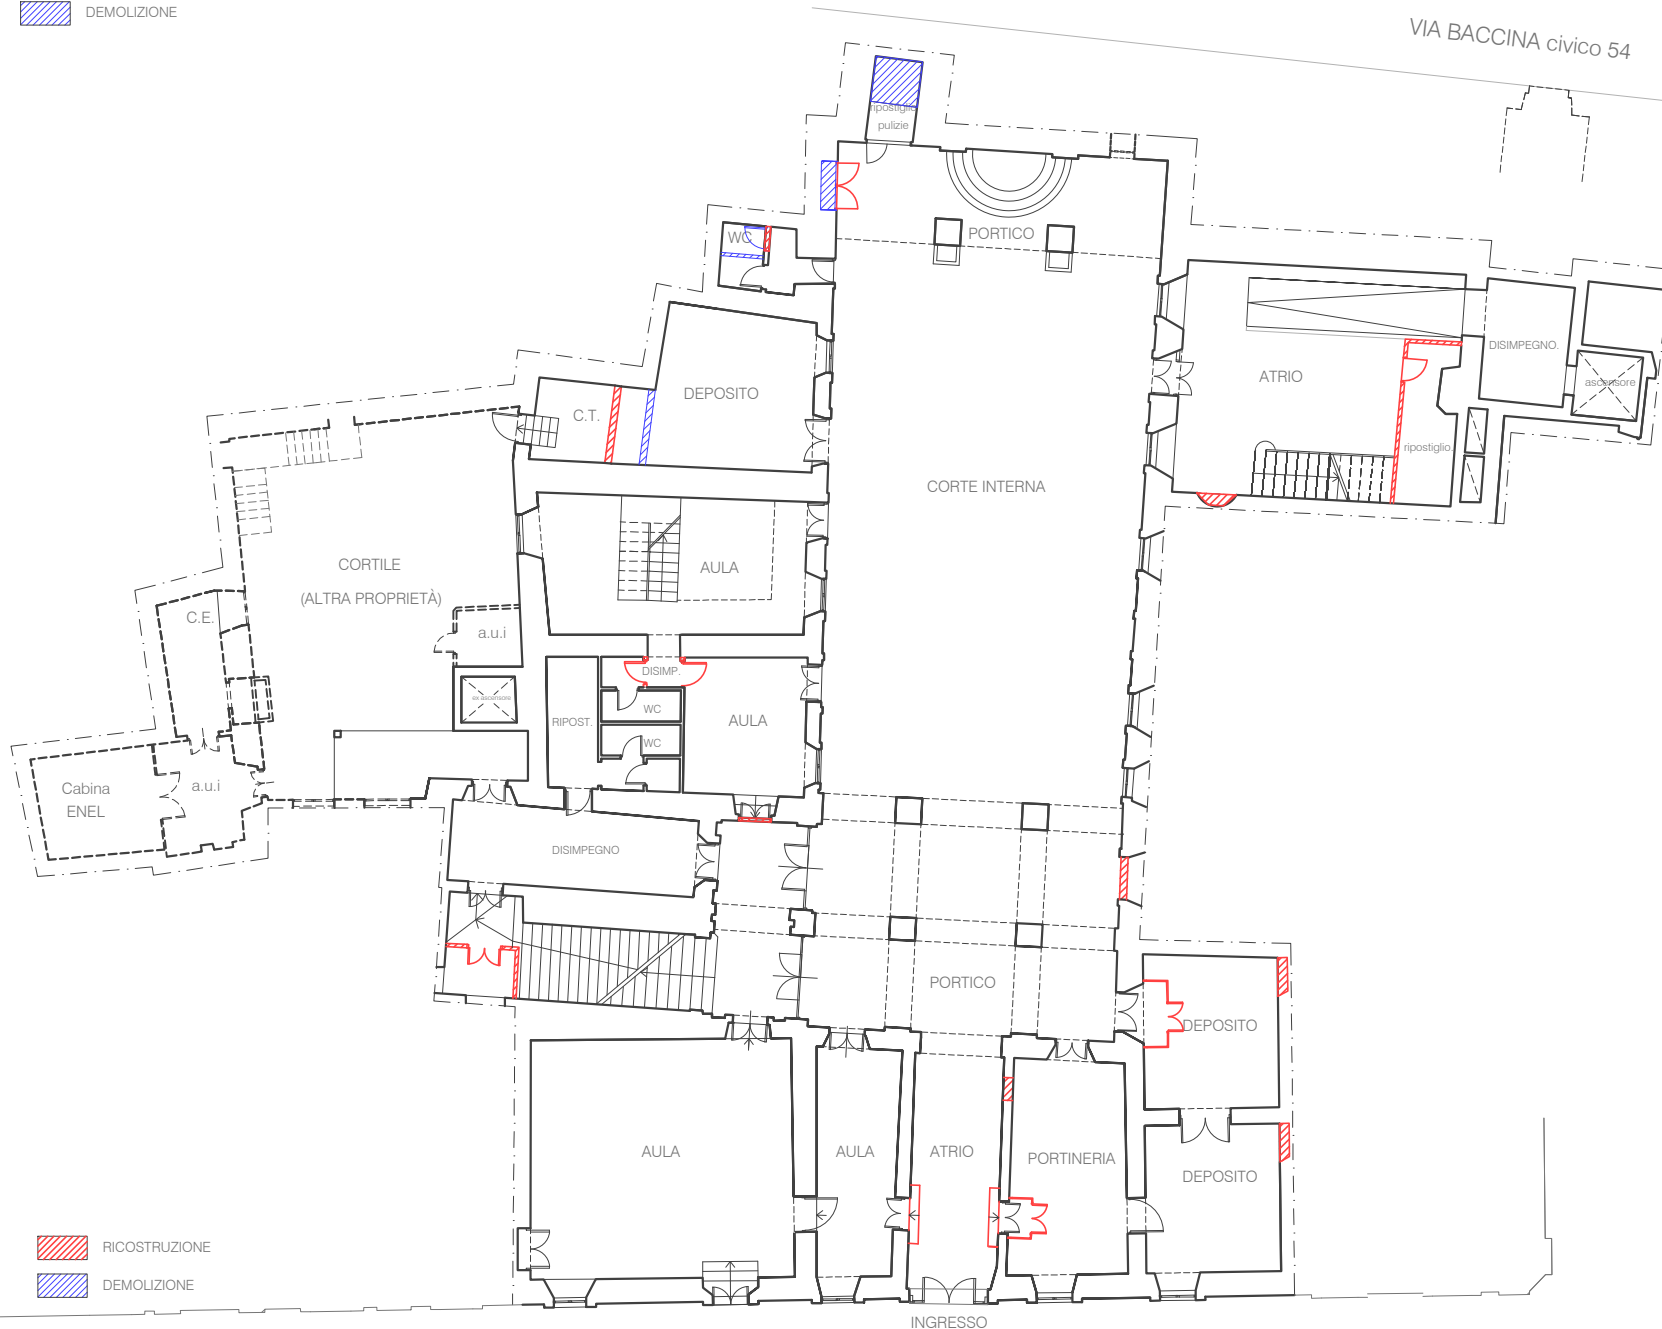 DEMOLIZIONE
VIA BACCINA civico 54
ripostiglio
pulizie
WC
PORTICO
DISIMPEGNO.
ATRIO
ascensore
DEPOSITO
C.T.
ripostiglio.
CORTE INTERNA
CORTILE
(ALTRA PROPRIETÀ)
AULA
C.E.
a.u.i
DISIMP.
ex ascensore
WC
RIPOST.
AULA
WC
Cabina
ENEL
a.u.i
DISIMPEGNO
PORTICO
DEPOSITO
AULA
AULA
ATRIO
PORTINERIA
DEPOSITO
RICOSTRUZIONE
DEMOLIZIONE
INGRESSO